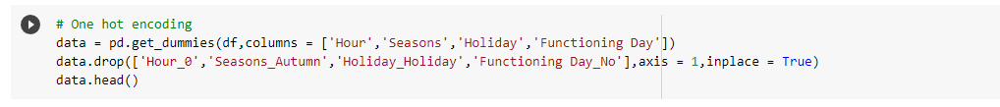 # One hot encoding
data = pd.get_dummies(df,columns = ['Hour','Seasons','Holiday','Functioning Day'])
data.drop(['Hour_0','Seasons_Autumn','Holiday_Holiday','Functioning Day_No'],axis = 1,inplace = True)
data.head()